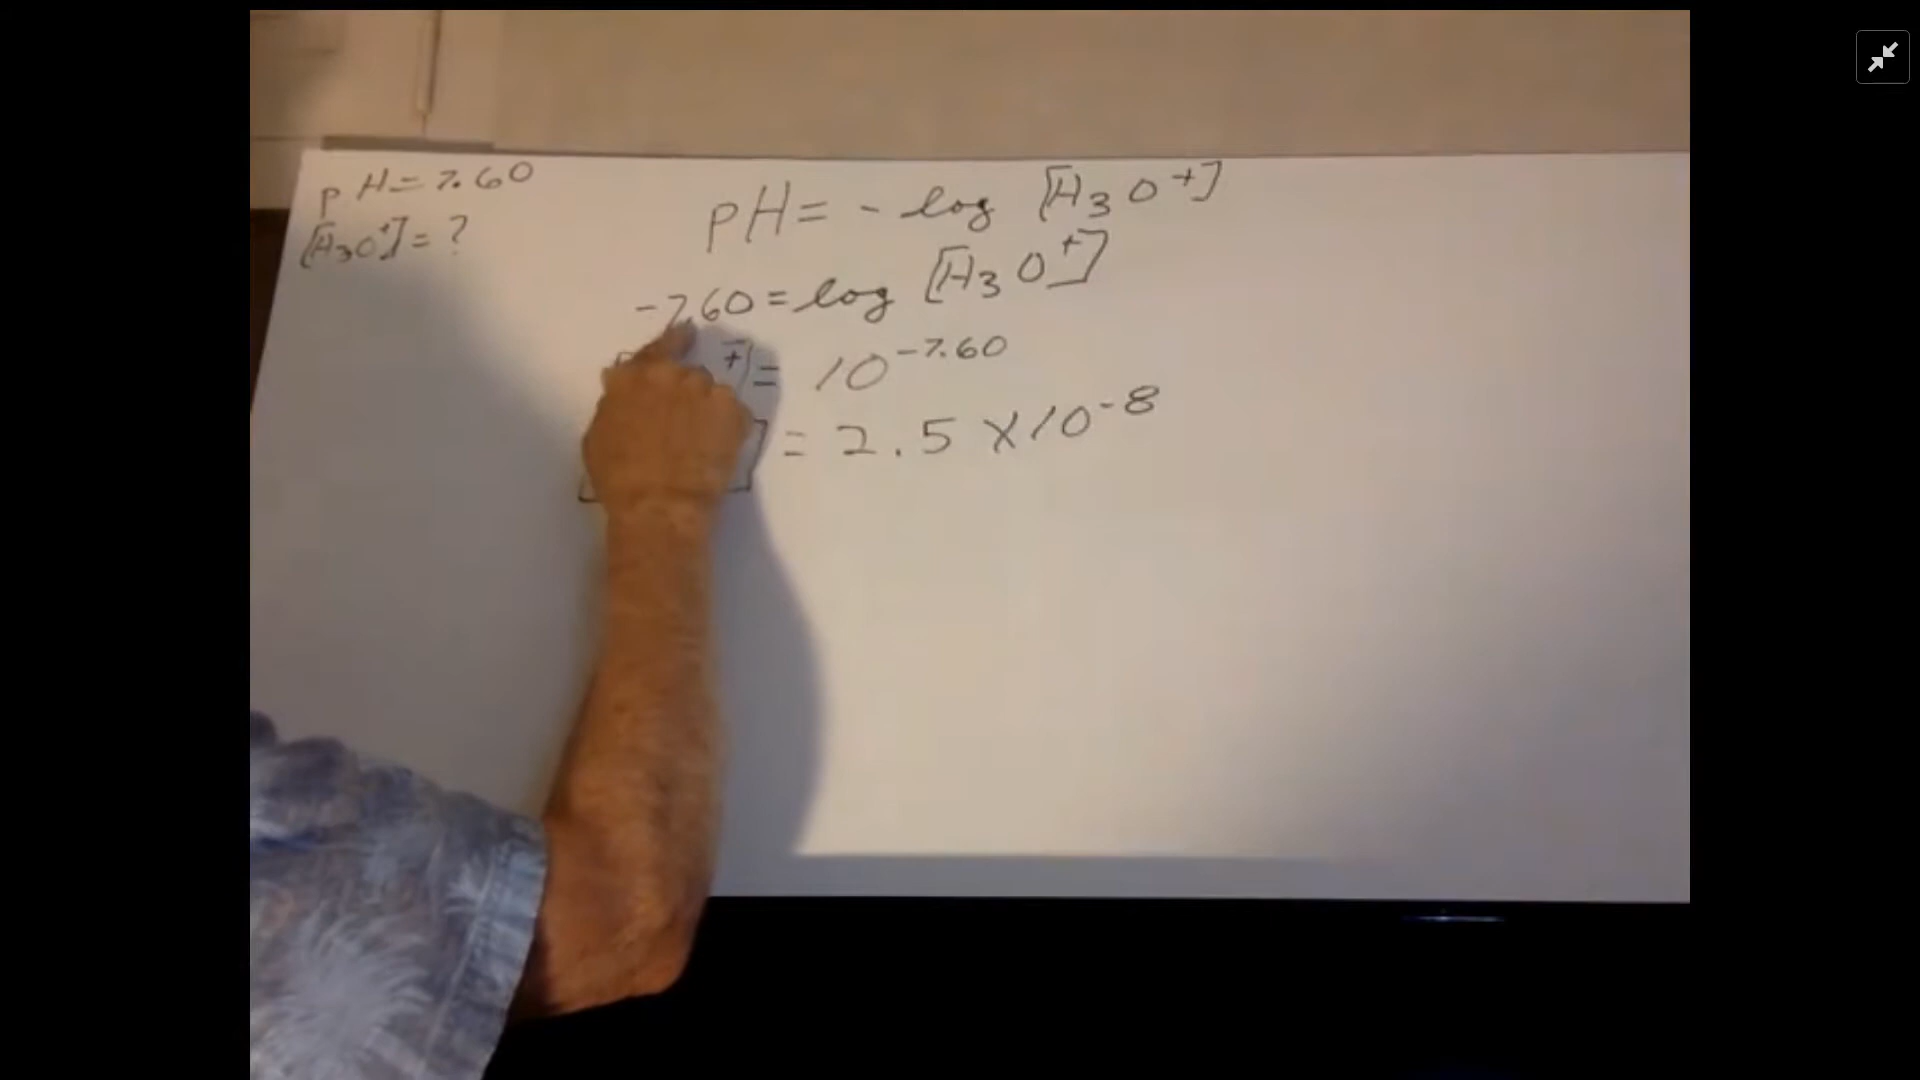 pH = 7.60
[H3O+] = ?
pH = - log [H3O+]
-7.60 = log [H3O+]
+] = 10^-7.60
] = 2.5 X 10^-8